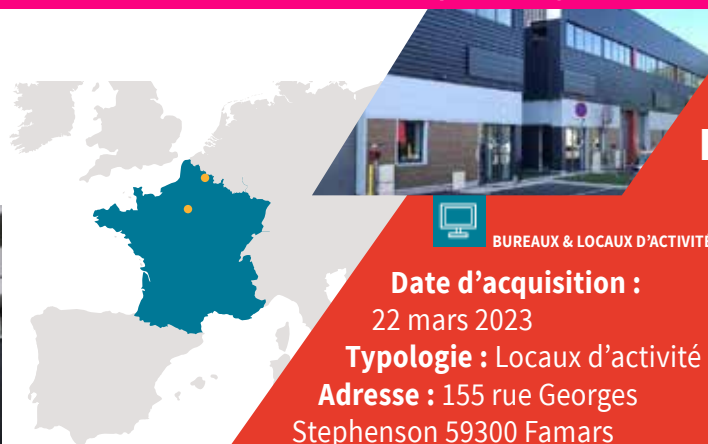 BUREAUX & LOCAUX D'ACTIVITÉ
Date d'acquisition :
22 mars 2023
Typologie : Locaux d'activité
Adresse : 155 rue Georges
Stephenson 59300 Famars